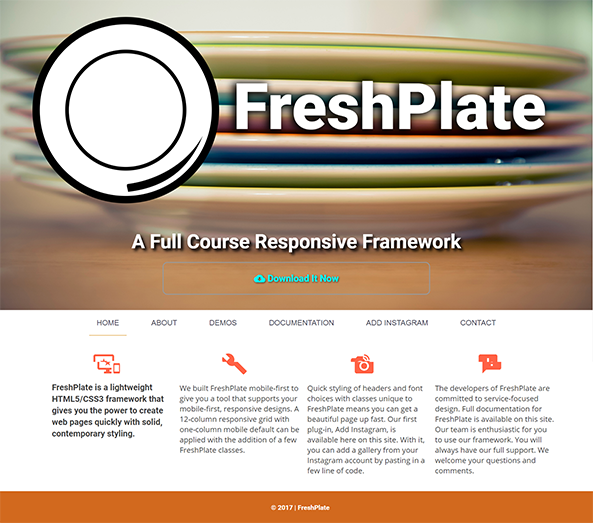 FreshPlate
A Full Course Responsive Framework
Download It Now
HOME ABOUT DEMOS DOCUMENTATION ADD INSTAGRAM CONTACT
FreshPlate is a lightweight
HTML5/CSS3 framework that
gives you the power to create
web pages quickly with solid,
contemporary styling.
We built FreshPlate mobile-first to
give you a tool that supports your
mobile-first, responsive designs. A
12-column responsive grid with
one-column mobile default can be
applied with the addition of a few
FreshPlate classes.
Quick styling of headers and font
choices with classes unique to
FreshPlate means you can get a
beautiful page up fast. Our first
plug-in, Add Instagram, is
available here on this site. With it,
you can add a gallery from your
Instagram account by pasting in a
few line of code.
The developers of FreshPlate are
committed to service-focused
design. Full documentation for
FreshPlate is available on this site.
Our team is enthusiastic for you
to use our framework. You will
always have our full support. We
welcome your questions and
comments.
© 2017 | FreshPlate